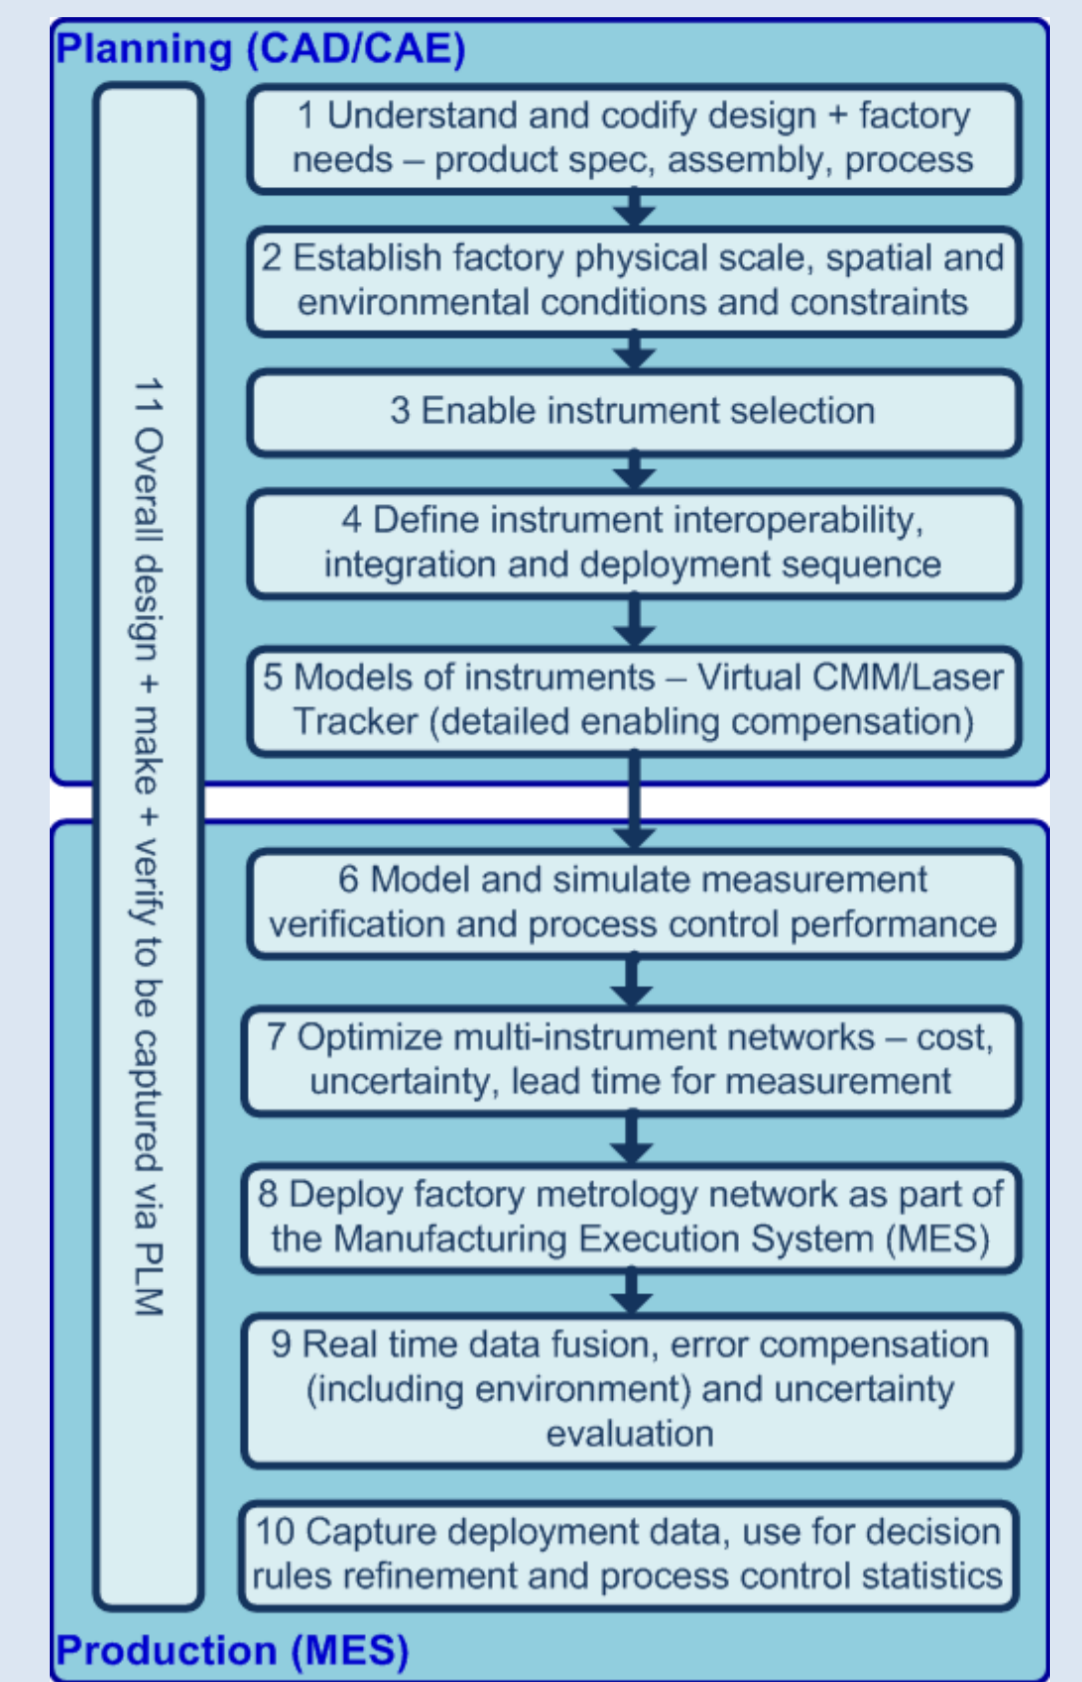 Planning (CAD/CAE)
1 Understand and codify design + factory
needs – product spec, assembly, process
2 Establish factory physical scale, spatial and
environmental conditions and constraints
3 Enable instrument selection
4 Define instrument interoperability,
integration and deployment sequence
5 Models of instruments – Virtual CMM/Laser
Tracker (detailed enabling compensation)
6 Model and simulate measurement
verification and process control performance
7 Optimize multi-instrument networks – cost,
uncertainty, lead time for measurement
8 Deploy factory metrology network as part of
the Manufacturing Execution System (MES)
9 Real time data fusion, error compensation
(including environment) and uncertainty
evaluation
10 Capture deployment data, use for decision
rules refinement and process control statistics
11 Overall design + make + verify to be captured via PLM
Production (MES)